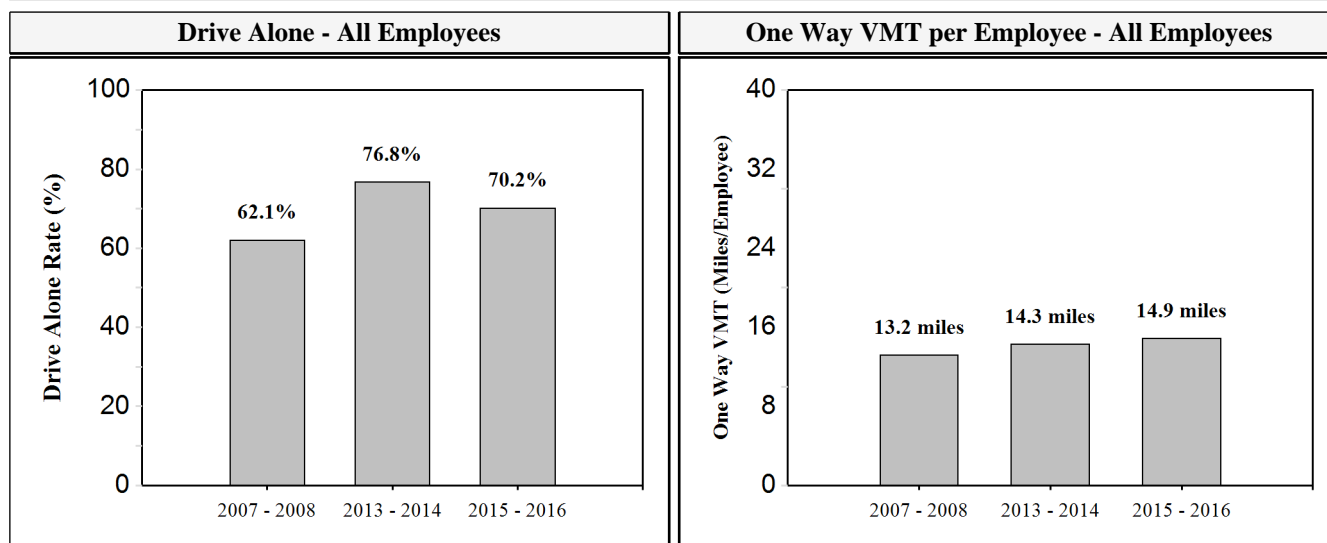 Drive Alone - All Employees
One Way VMT per Employee - All Employees
Drive Alone Rate (%)
100
80
60
40
20
0
62.1%
76.8%
70.2%
2007 - 2008
2013 - 2014
2015 - 2016
One Way VMT (Miles/Employee)
40
32
24
16
8
0
13.2 miles
14.3 miles
14.9 miles
2007 - 2008
2013 - 2014
2015 - 2016